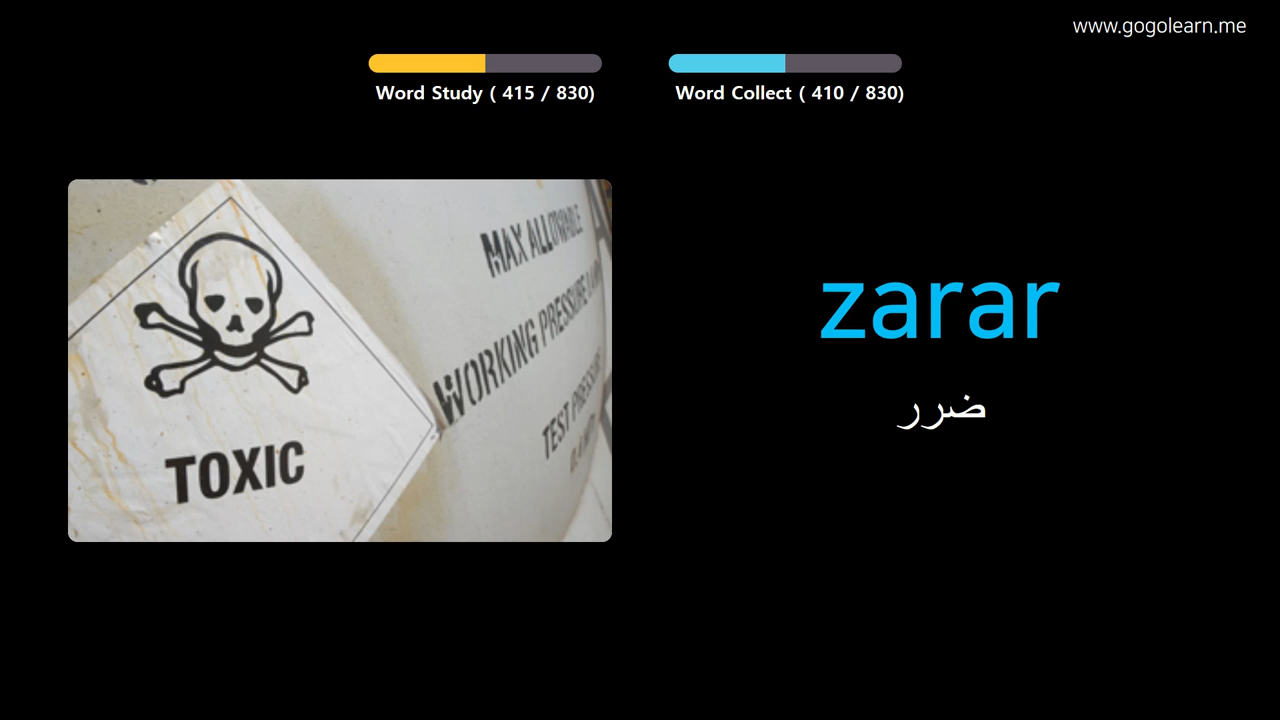 www.gogolearn.me
Word Study ( 415 / 830)
Word Collect ( 410 / 830)
TOXIC
MAX ALLOWABLE
WORKING PRESSURE
TEST PRESSURE
zarar
ضرر